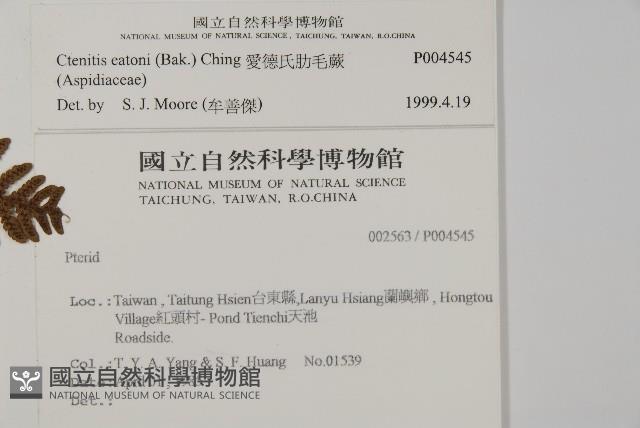 國立自然科學博物館
NATIONAL MUSEUM OF NATURAL SCIENCE, TAICHUNG, TAIWAN, R.O.CHINA
Ctenitis eatoni (Bak.) Ching 愛德氏肋毛蕨 P004545
(Aspidiaceae)
Det. by S. J. Moore (牟善傑) 1999.4.19
國立自然科學博物館
NATIONAL MUSEUM OF NATURAL SCIENCE
TAICHUNG, TAIWAN, R.O.CHINA
002563 / P004545
Pterid
Loc.: Taiwan , Taitung Hsien台東縣,Lanyu Hsiang蘭嶼鄉 , Hongtou
Village紅頭村- Pond Tienchi天池
Roadside.
Col .: T. Y. A. Yang & S. F. Huang No.01539
國立自然科學博物館
NATIONAL MUSEUM OF NATURAL SCIENCE
Det.: